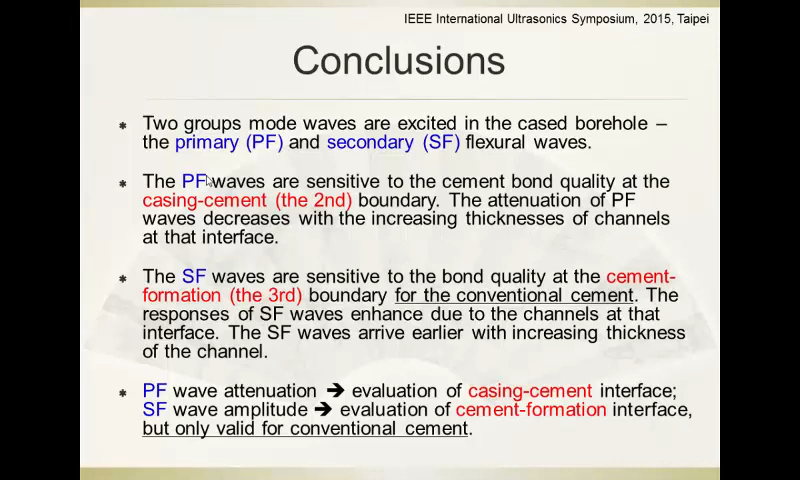 IEEE International Ultrasonics Symposium, 2015, Taipei
Conclusions
Two groups mode waves are excited in the cased borehole –
the primary (PF) and secondary (SF) flexural waves.
The PF waves are sensitive to the cement bond quality at the
casing-cement (the 2nd) boundary. The attenuation of PF
waves decreases with the increasing thicknesses of channels
at that interface.
The SF waves are sensitive to the bond quality at the cement-
formation (the 3rd) boundary for the conventional cement. The
responses of SF waves enhance due to the channels at that
interface. The SF waves arrive earlier with increasing thickness
of the channel.
PF wave attenuation ➔ evaluation of casing-cement interface;
SF wave amplitude ➔ evaluation of cement-formation interface,
but only valid for conventional cement.